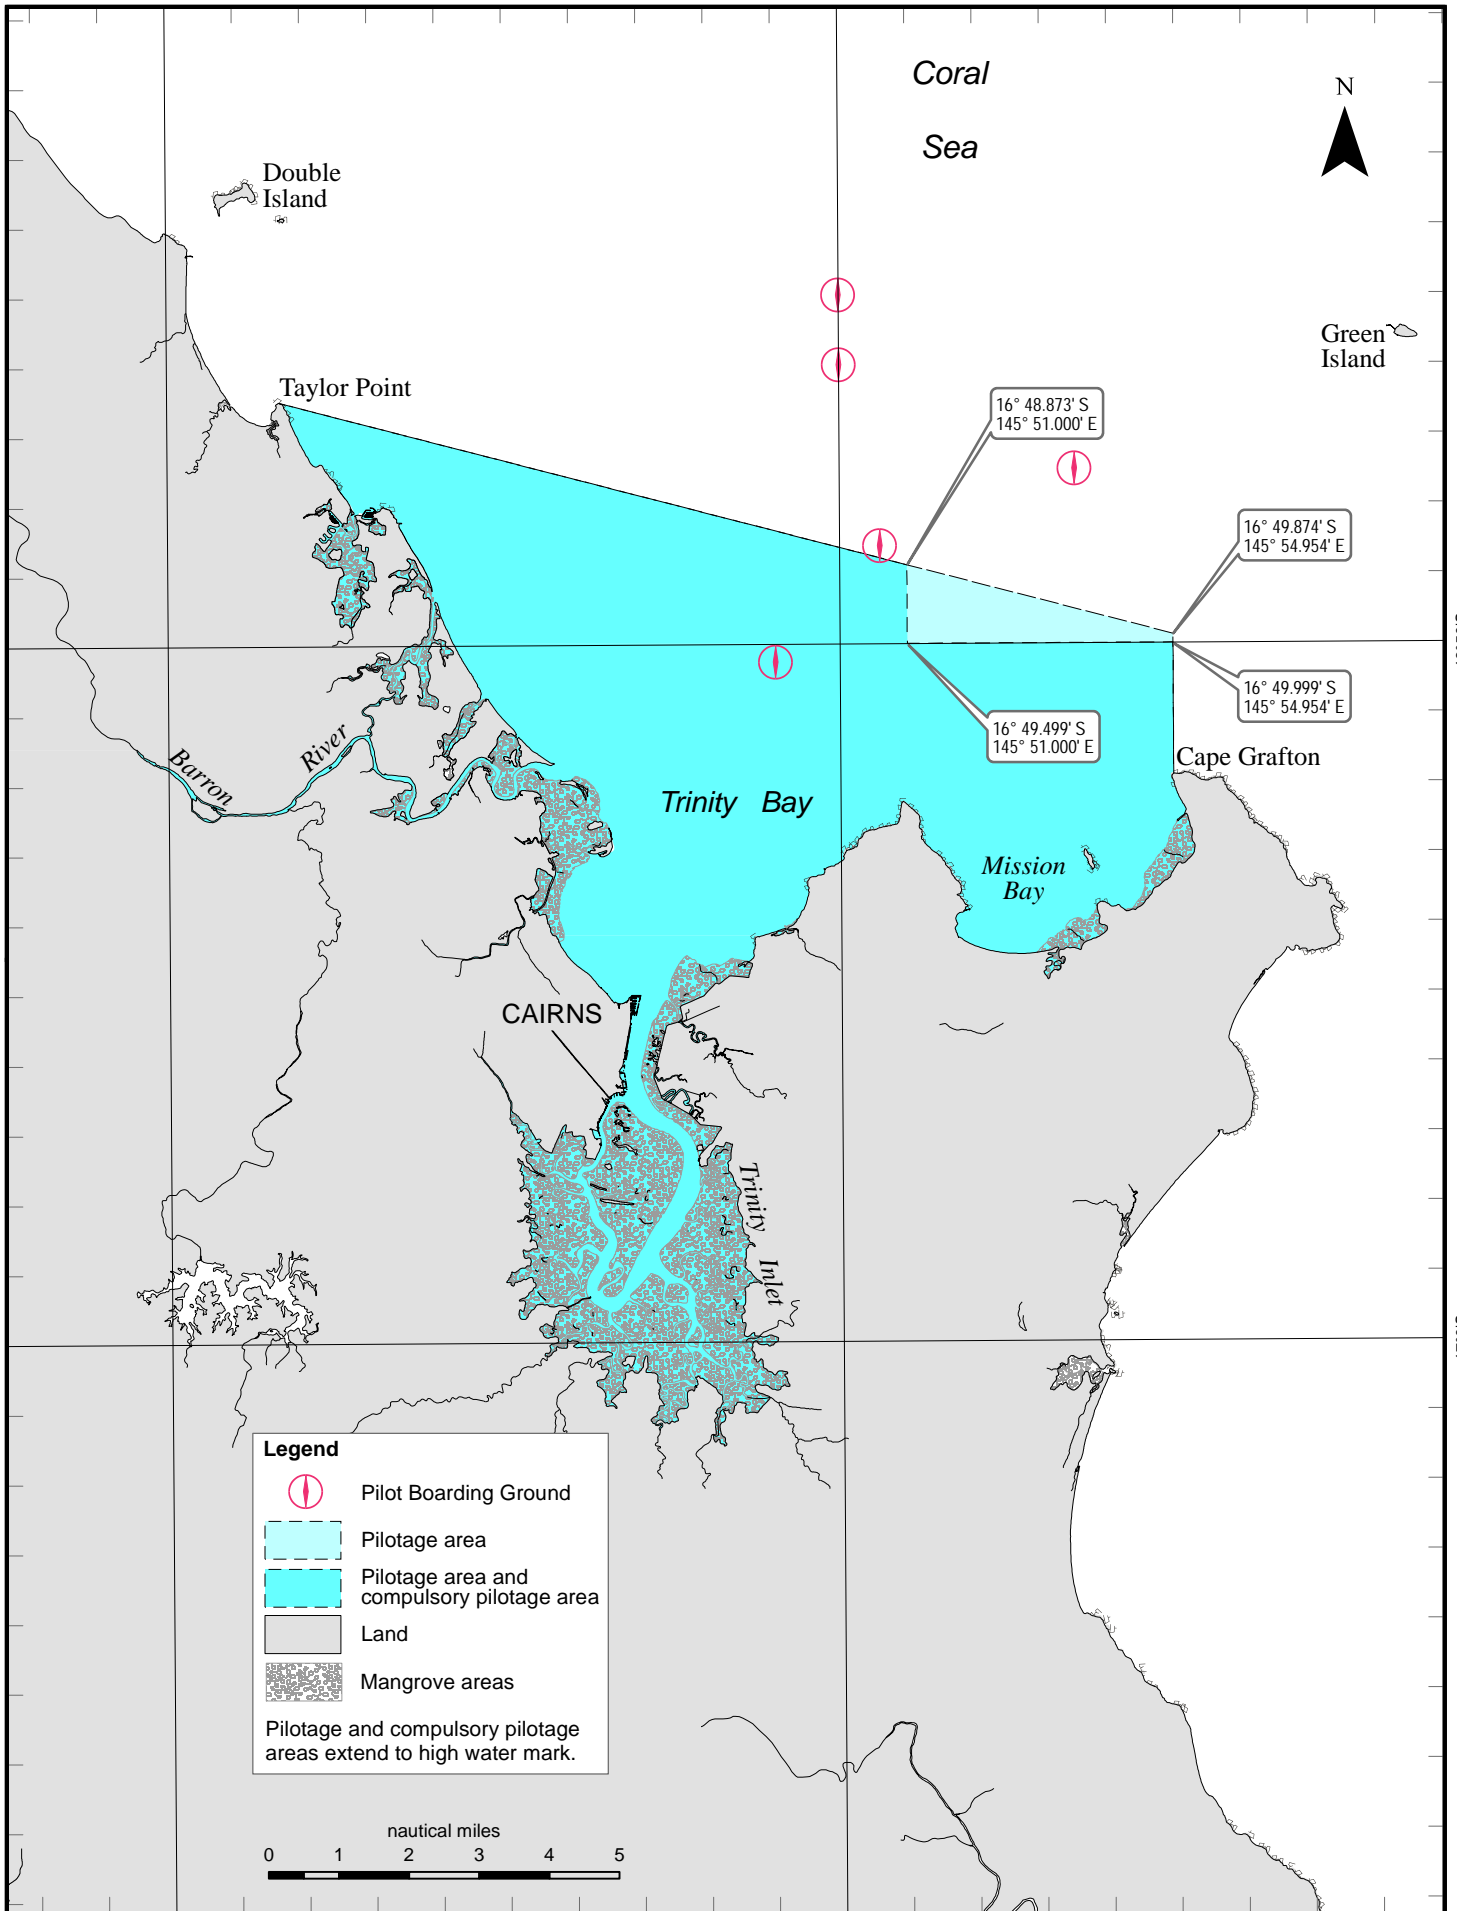 Coral
Sea
N
Double
Island
Green
Island
Taylor Point
16° 48.873' S
145° 51.000' E
16° 49.874' S
145° 54.954' E
16° 49.999' S
145° 54.954' E
16° 49.499' S
145° 51.000' E
Cape Grafton
Barron
River
Trinity Bay
Mission
Bay
CAIRNS
Trinity
Inlet
Legend
Pilot Boarding Ground
Pilotage area
Pilotage area and
compulsory pilotage area
Land
Mangrove areas
Pilotage and compulsory pilotage
areas extend to high water mark.
nautical miles
0 1 2 3 4 5